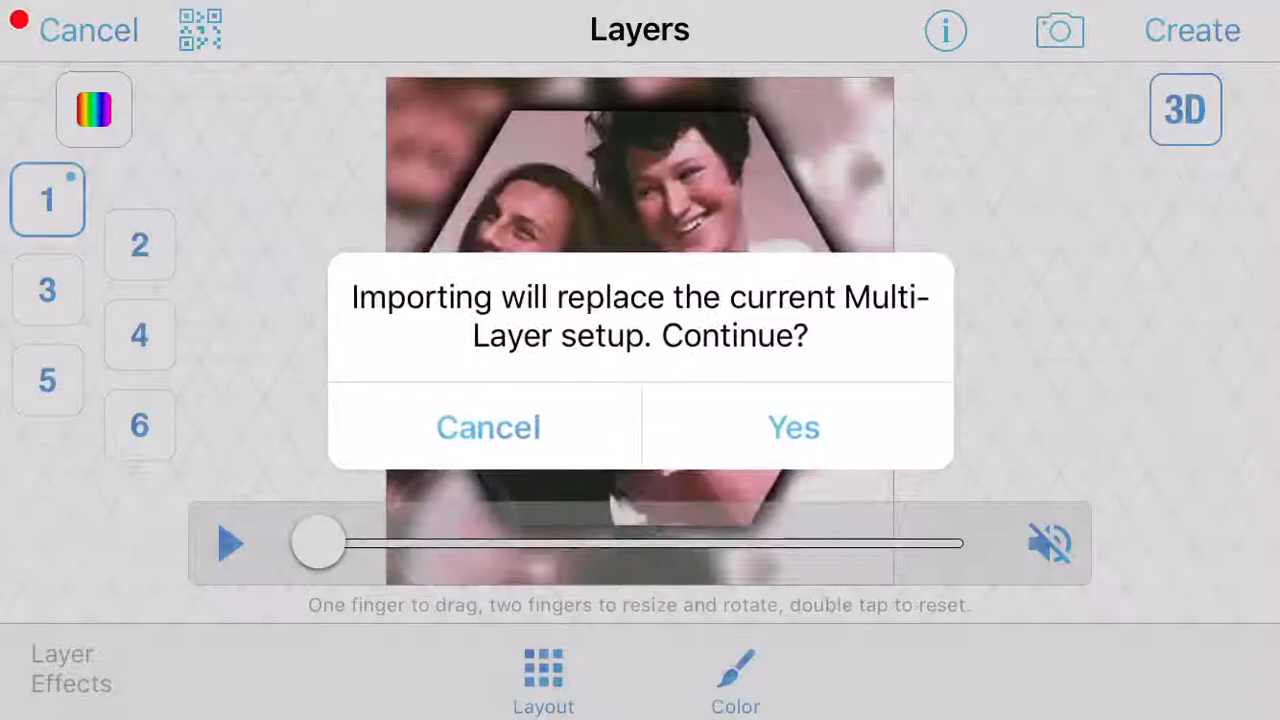 Cancel
Layers
Create
3D
1
2
3
4
5
6
Importing will replace the current Multi-
Layer setup. Continue?
Cancel
Yes
One finger to drag, two fingers to resize and rotate, double tap to reset.
Layer
Effects
Layout
Color